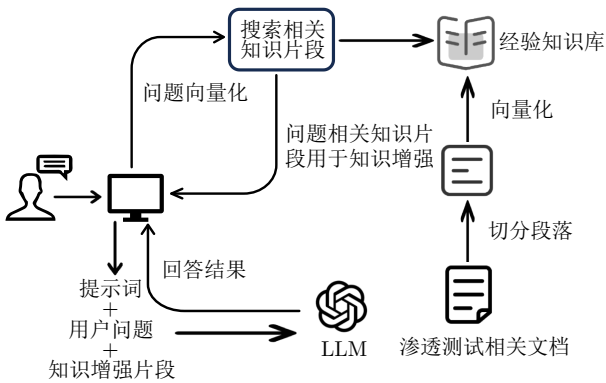 搜索相关
知识片段
经验知识库
问题向量化
向量化
问题相关知识片
段用于知识增强
切分段落
回答结果
提示词
+
用户问题
+
知识增强片段
LLM
渗透测试相关文档